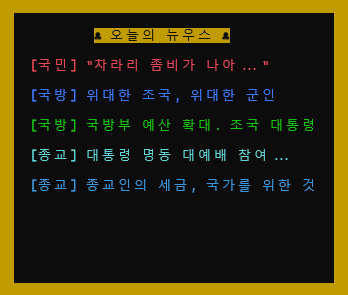 오늘의 뉴우스
[국민] "차라리 좀비가 나아 ..."
[국방] 위대한 조국, 위대한 군인
[국방] 국방부 예산 확대. 조국 대통령
[종교] 대통령 명동 대예배 참여 ...
[종교] 종교인의 세금, 국가를 위한 것